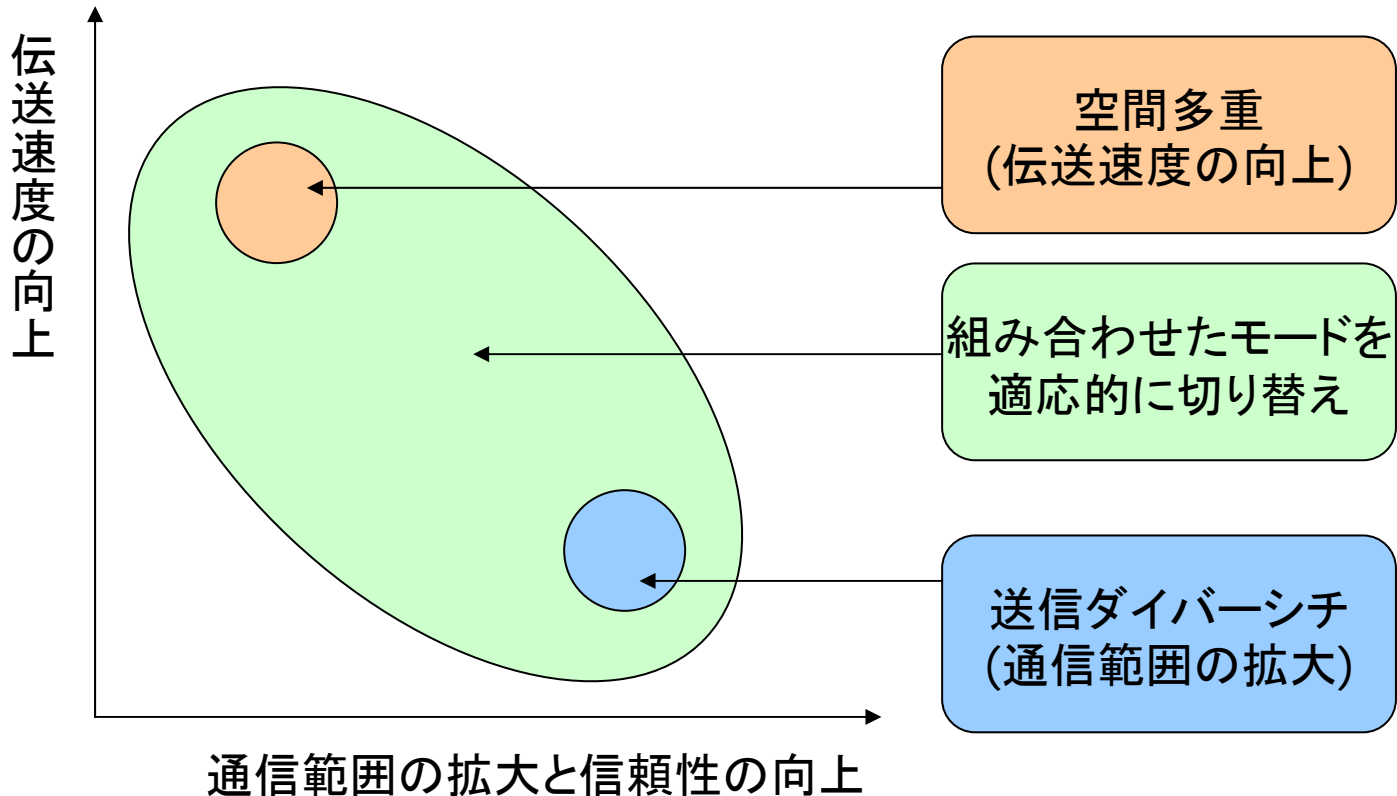 伝送速度の向上
空間多重
(伝送速度の向上)
組み合わせたモードを
適応的に切り替え
送信ダイバーシチ
(通信範囲の拡大)
通信範囲の拡大と信頼性の向上